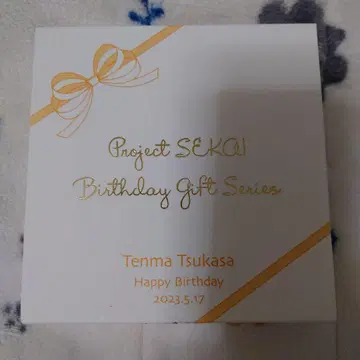 Project SEKAI
Birthday Gift Series
Tenma Tsukasa
Happy Birthday
2023.5.17